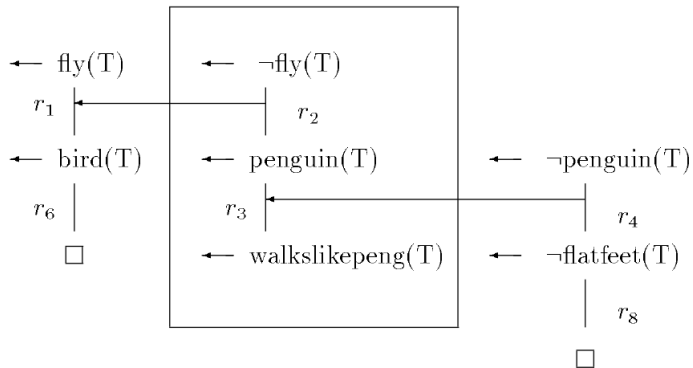 ← fly(T) ← ¬fly(T)
r₁ r₂
← bird(T) ← penguin(T) ← ¬penguin(T)
r₆ r₃ r₄
□ ← walkslikepeng(T) ← ¬flatfeet(T)
r₈
□